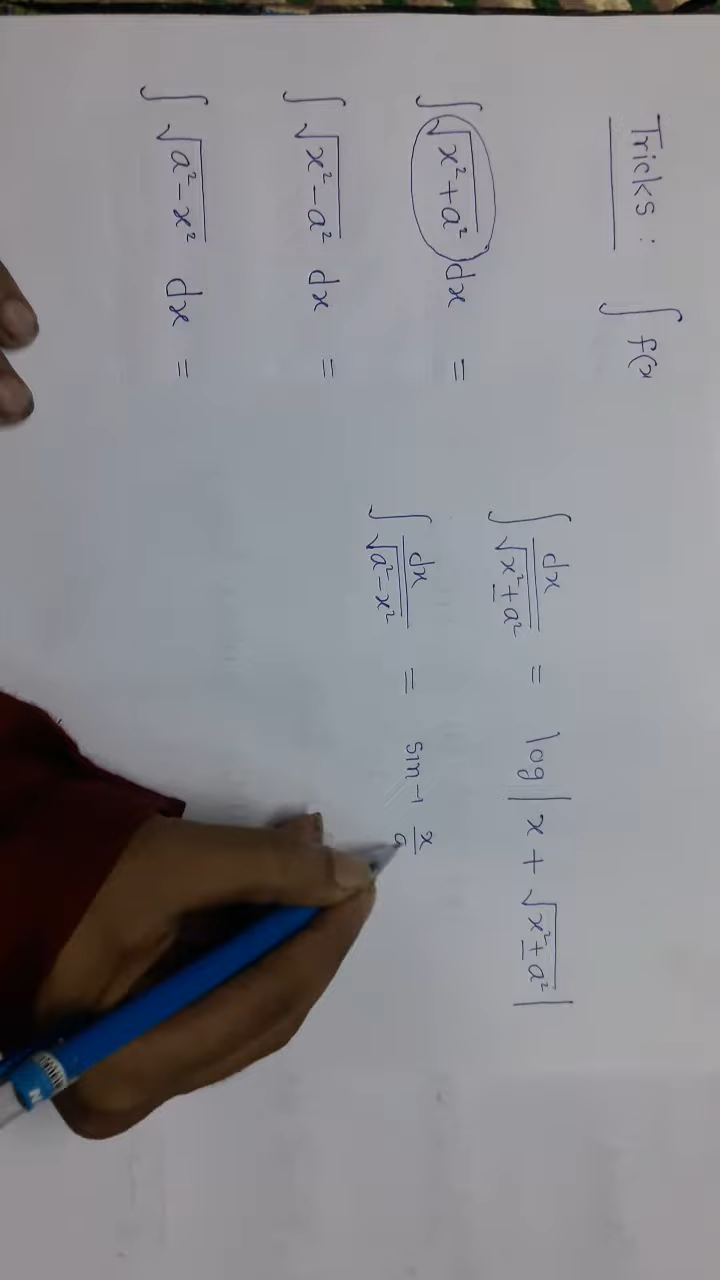 Tricks : ∫ f(x
∫ √(x² + a²) dx =
∫ √(x² - a²) dx =
∫ √(a² - x²) dx =
∫ dx / √(x² ± a²) = log | x + √(x² ± a²) |
∫ dx / √(a² - x²) = sin⁻¹ x/a